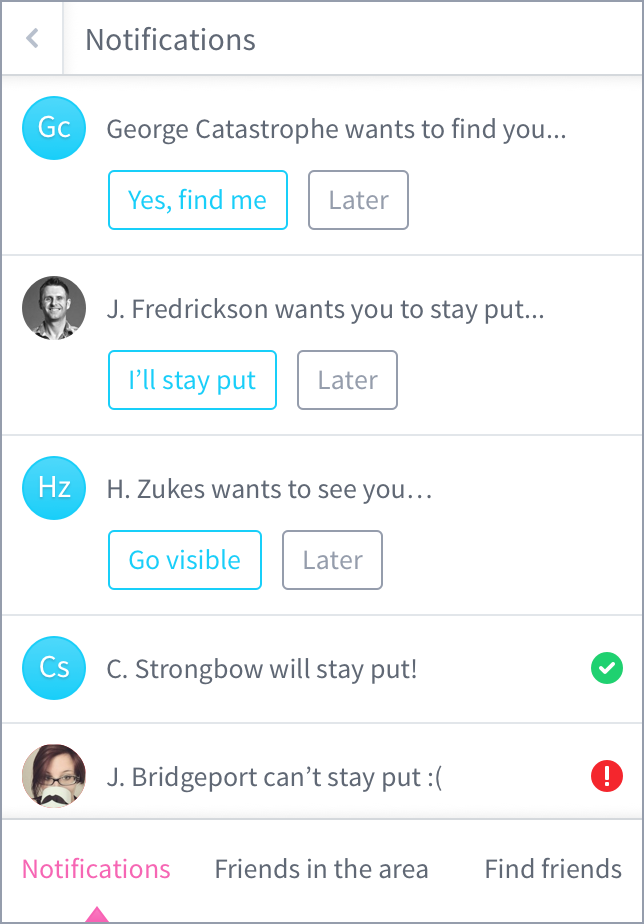 Notifications
Gc
George Catastrophe wants to find you...
Yes, find me
Later
J. Fredrickson wants you to stay put...
I’ll stay put
Later
Hz
H. Zukes wants to see you…
Go visible
Later
Cs
C. Strongbow will stay put!
J. Bridgeport can’t stay put :(
Notifications
Friends in the area
Find friends